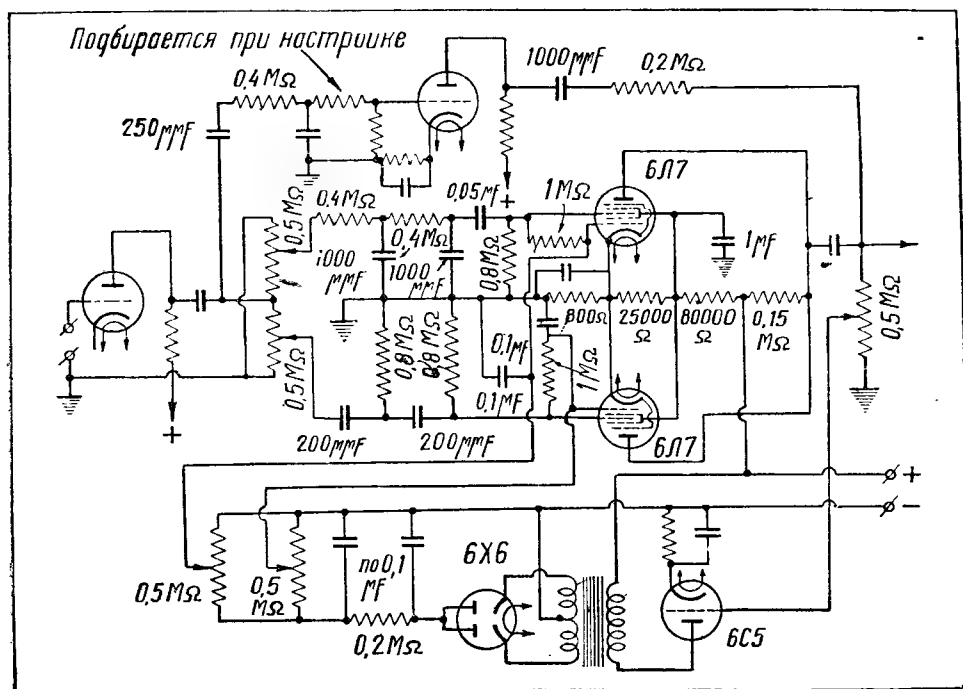 Подбирается при настройке
0,4 MΩ
250 mmF
1000 mmF
0,2 MΩ
6Л7
1 MΩ
0,05 mF
0,4 MΩ
0,5 MΩ
0,4 MΩ
1000 mmF
1000 mmF
0,8 MΩ
1 mF
+
800 Ω
25000 Ω
80000 Ω
0,15 MΩ
0,5 MΩ
0,5 MΩ
0,8 MΩ
0,8 MΩ
0,1 mF
0,1 mF
1 MΩ
200 mmF
200 mmF
6Л7
+
+
−
0,5 MΩ
0,5 MΩ
по 0,1 mF
0,2 MΩ
6Х6
6С5